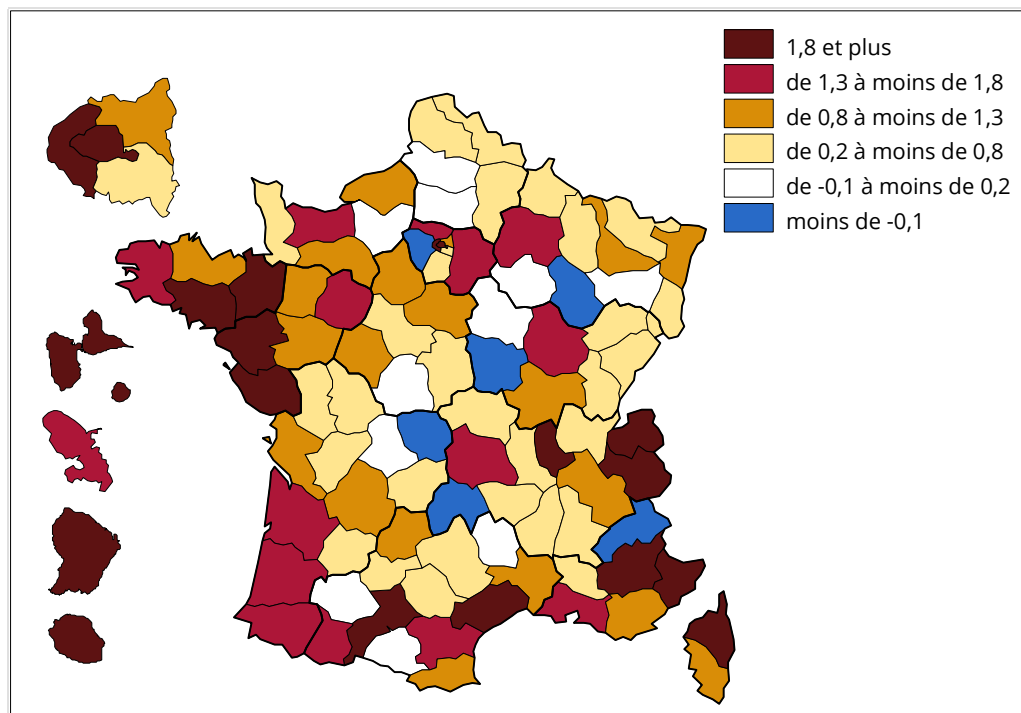 1,8 et plus
de 1,3 à moins de 1,8
de 0,8 à moins de 1,3
de 0,2 à moins de 0,8
de -0,1 à moins de 0,2
moins de -0,1